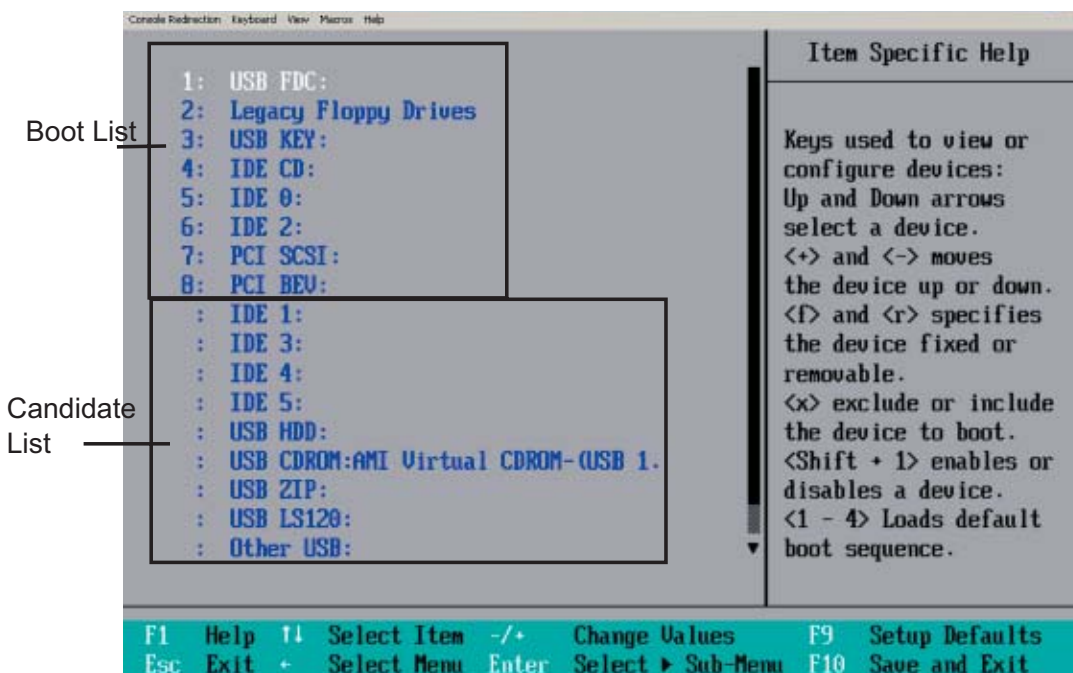 Console Redirection Keyboard View Macros Help
Boot List
1: USB FDC:
2: Legacy Floppy Drives
3: USB KEY:
4: IDE CD:
5: IDE 0:
6: IDE 2:
7: PCI SCSI:
8: PCI BEV:
Candidate
List
: IDE 1:
: IDE 3:
: IDE 4:
: IDE 5:
: USB HDD:
: USB CDROM:AMI Virtual CDROM-(USB 1.
: USB ZIP:
: USB LS120:
: Other USB:
Item Specific Help
Keys used to view or
configure devices:
Up and Down arrows
select a device.
<+> and <-> moves
the device up or down.
<f> and <r> specifies
the device fixed or
removable.
<x> exclude or include
the device to boot.
<Shift + 1> enables or
disables a device.
<1 - 4> Loads default
boot sequence.
F1 Help ↑↓ Select Item -/+ Change Values F9 Setup Defaults
Esc Exit ← Select Menu Enter Select ▶ Sub-Menu F10 Save and Exit